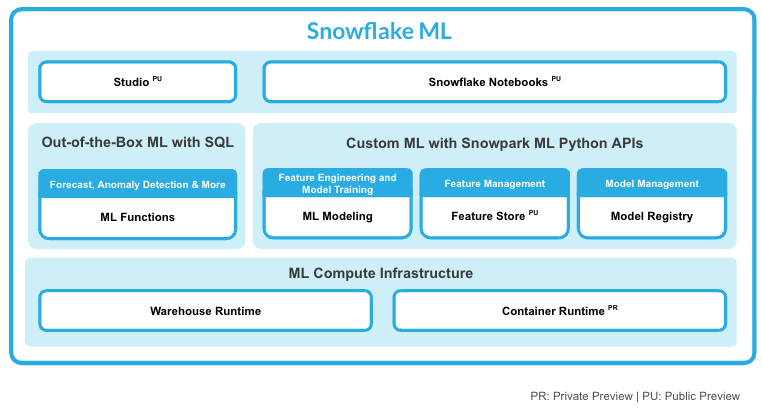 Snowflake ML
Studio PU
Snowflake Notebooks PU
Out-of-the-Box ML with SQL
Custom ML with Snowpark ML Python APIs
Forecast, Anomaly Detection & More
ML Functions
Feature Engineering and
Model Training
ML Modeling
Feature Management
Feature Store PU
Model Management
Model Registry
ML Compute Infrastructure
Warehouse Runtime
Container Runtime PR
PR: Private Preview | PU: Public Preview